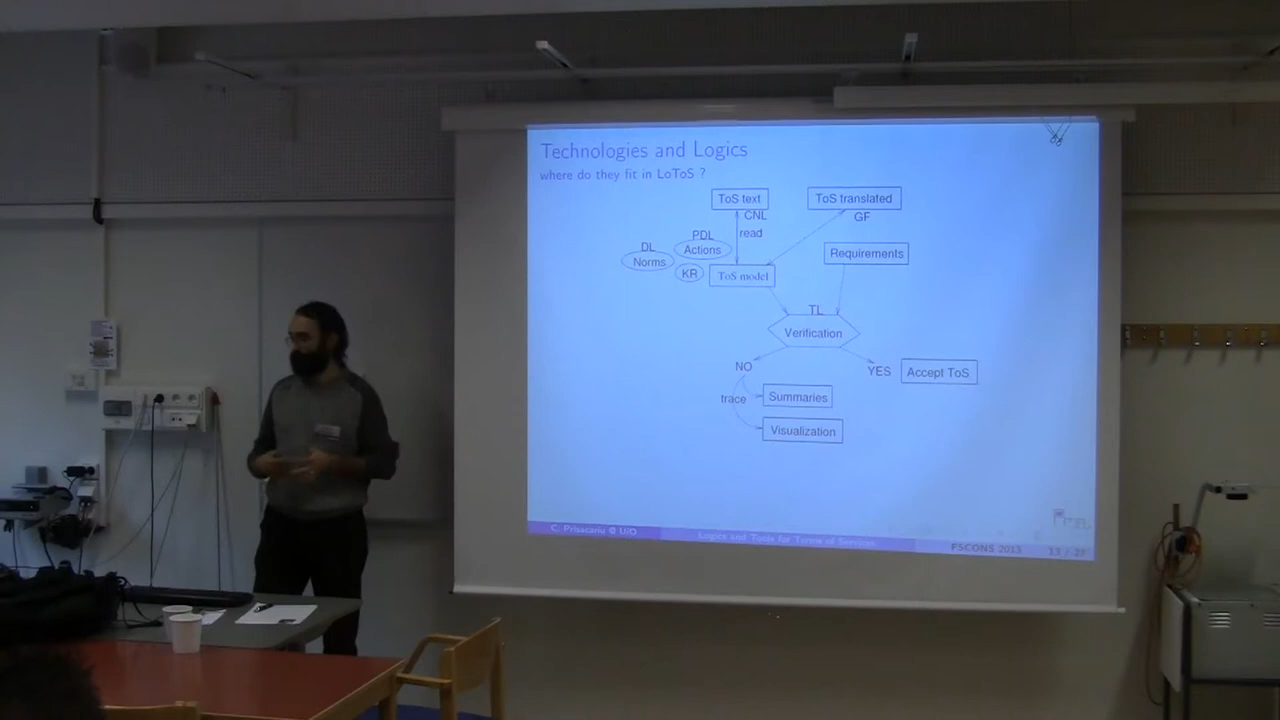 Technologies and Logics
where do they fit in LoToS ?
ToS text
ToS translated
CNL
GF
read
PDL
Actions
DL
Norms
KR
ToS model
Requirements
TL
Verification
NO
YES
Accept ToS
trace
Summaries
Visualization
C. Prisacariu @ UiO
Logics and Tools for Terms of Services
FSCONS 2013
13 / 27